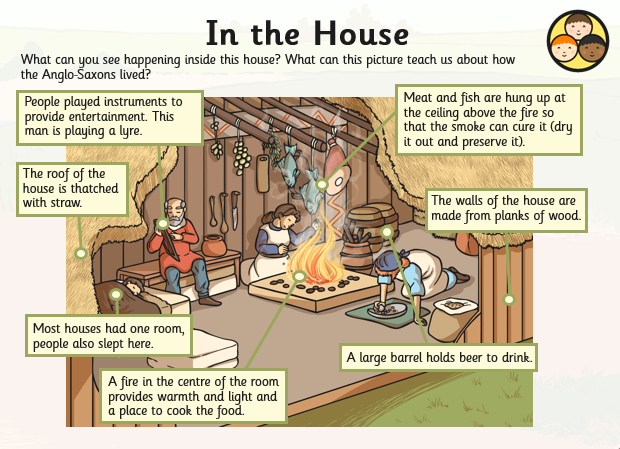 In the House
What can you see happening inside this house? What can this picture teach us about how
the Anglo-Saxons lived?
People played instruments to
provide entertainment. This
man is playing a lyre.
Meat and fish are hung up at
the ceiling above the fire so
that the smoke can cure it (dry
it out and preserve it).
The roof of the
house is thatched
with straw.
The walls of the house are
made from planks of wood.
Most houses had one room,
people also slept here.
A large barrel holds beer to drink.
A fire in the centre of the room
provides warmth and light and
a place to cook the food.